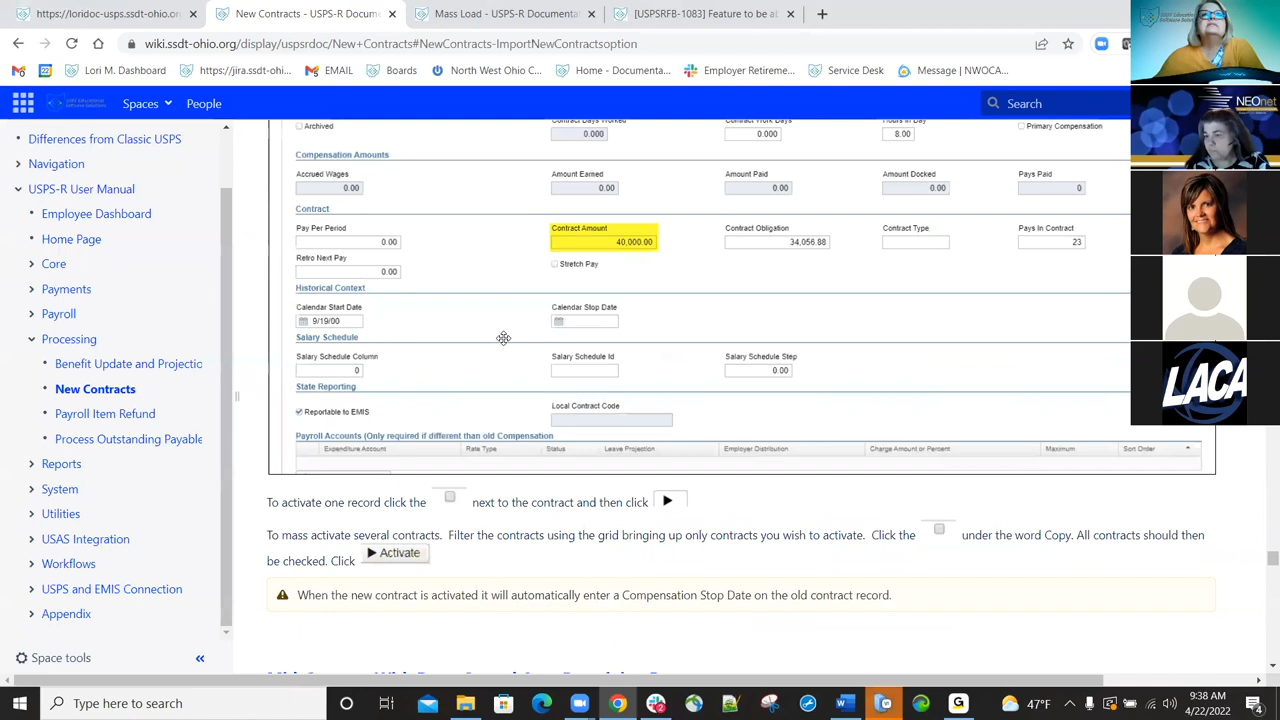 https://loridunlap-usps.ssdt-ohio.or
New Contracts - USPS-R Docum
Mass Load - USPS-R Documentat
[USPSRFB-1083] Feature to be
wiki.ssdt-ohio.org/display/uspsrdoc/New+Contracts#NewContracts-ImportNewContractsoption
Lori M. Dashboard
https://jira.ssdt-oh...
EMAIL
Boards
North West Ohio...
Home - Documenta...
Employer Retireme...
Service Desk
Messages, NWOCA...
Spaces
People
Search
NEOnet
Differences from Classic USPS
Navigation
USPS-R User Manual
Employee Dashboard
Home Page
Core
Payments
Payroll
Processing
Benefit Update and Projectio
New Contracts
Payroll Item Refund
Process Outstanding Payable
Reports
System
Utilities
USAS Integration
Workflows
USPS and EMIS Connection
Appendix
Space tools
Archived
Contract Days Worked
Contract Work Days
Hours In Day
Primary Compensation
0.000
0.000
8.00
Compensation Amounts
Accrued Wages
Amount Earned
Amount Paid
Amount Docked
Pays Paid
0.00
0.00
0.00
0.00
0
Contract
Pay Per Period
Contract Amount
Contract Obligation
Contract Type
Pays In Contract
0.00
40,000.00
34,056.88
23
Retro Next Pay
0.00
Stretch Pay
Historical Context
Calendar Start Date
Calendar Stop Date
9/19/00
Salary Schedule
Salary Schedule Column
Salary Schedule Id
Salary Schedule Step
0
0.00
State Reporting
Reportable to EMIS
Local Contract Code
Payroll Accounts (Only required if different than old Compensation
Expenditure Account
Rate Type
Status
Leave Projection
Employer Distribution
Charge Amount or Percent
Maximum
Sort Order
To activate one record click the next to the contract and then click
To mass activate several contracts. Filter the contracts using the grid bringing up only contracts you wish to activate. Click the under the word Copy. All contracts should then
be checked. Click Activate
When the new contract is activated it will automatically enter a Compensation Stop Date on the old contract record.
LACA
Type here to search
47°F
9:38 AM
4/22/2022
4